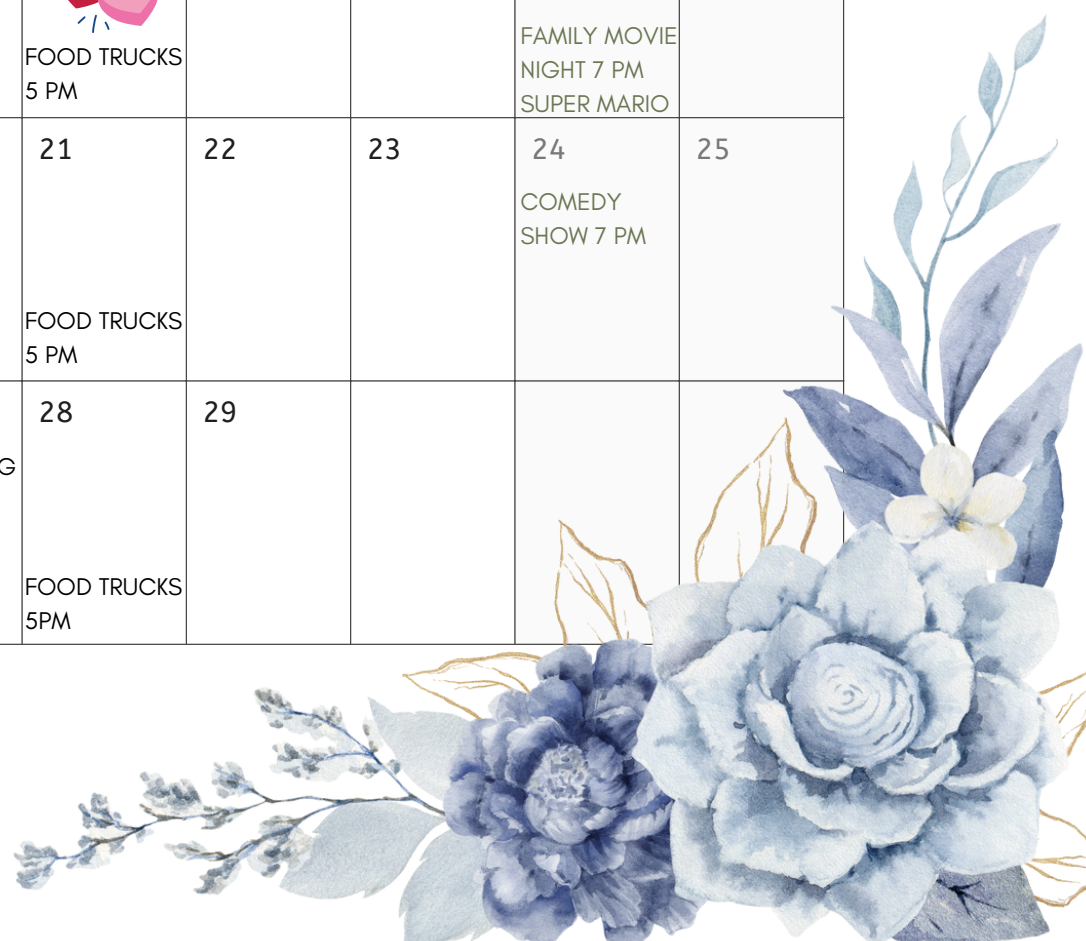 FOOD TRUCKS
5 PM
FAMILY MOVIE
NIGHT 7 PM
SUPER MARIO
21
22
23
24
25
COMEDY
SHOW 7 PM
FOOD TRUCKS
5 PM
28
29
G
FOOD TRUCKS
5PM